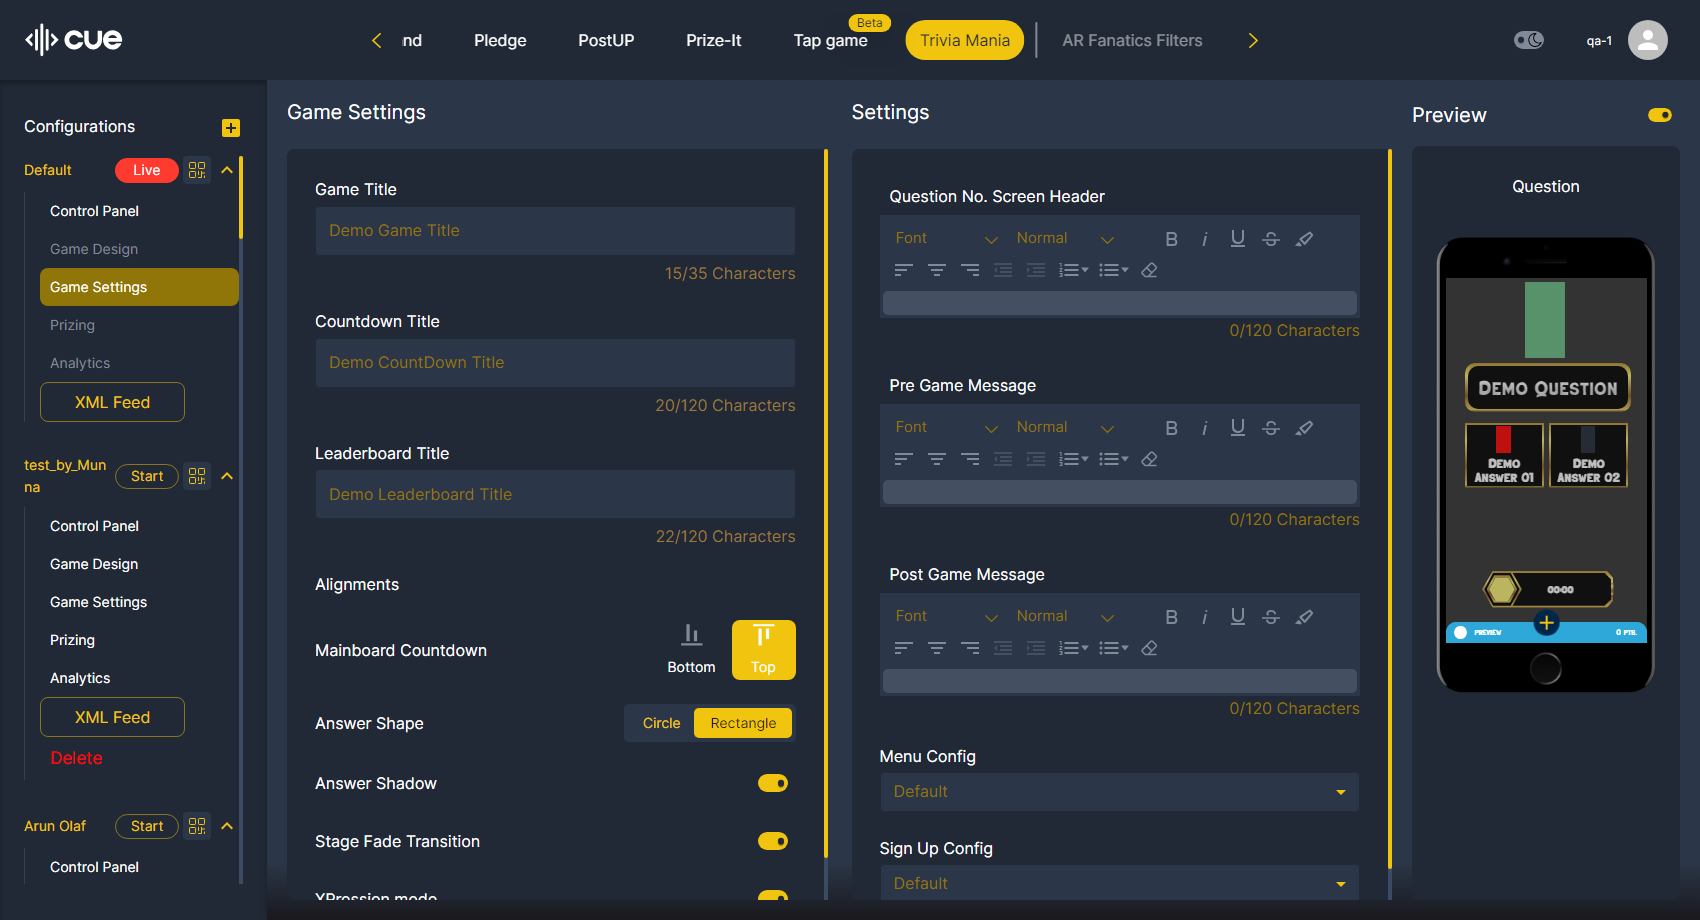 cue
nd
Pledge
PostUP
Prize-It
Tap game
Beta
Trivia Mania
AR Fanatics Filters
qa-1
Configurations
Default
Live
Control Panel
Game Design
Game Settings
Prizing
Analytics
XML Feed
test_by_Mun
na
Start
Control Panel
Game Design
Game Settings
Prizing
Analytics
XML Feed
Delete
Arun Olaf
Start
Control Panel
Game Settings
Game Title
Demo Game Title
15/35 Characters
Countdown Title
Demo CountDown Title
20/120 Characters
Leaderboard Title
Demo Leaderboard Title
22/120 Characters
Alignments
Mainboard Countdown
Bottom
Top
Answer Shape
Circle
Rectangle
Answer Shadow
Stage Fade Transition
XPression mode
Settings
Question No. Screen Header
Font
Normal
0/120 Characters
Pre Game Message
Font
Normal
0/120 Characters
Post Game Message
Font
Normal
0/120 Characters
Menu Config
Default
Sign Up Config
Default
Preview
Question
Demo Question
Demo
Answer 01
Demo
Answer 02
00:00
PREVIEW
0 PTS.